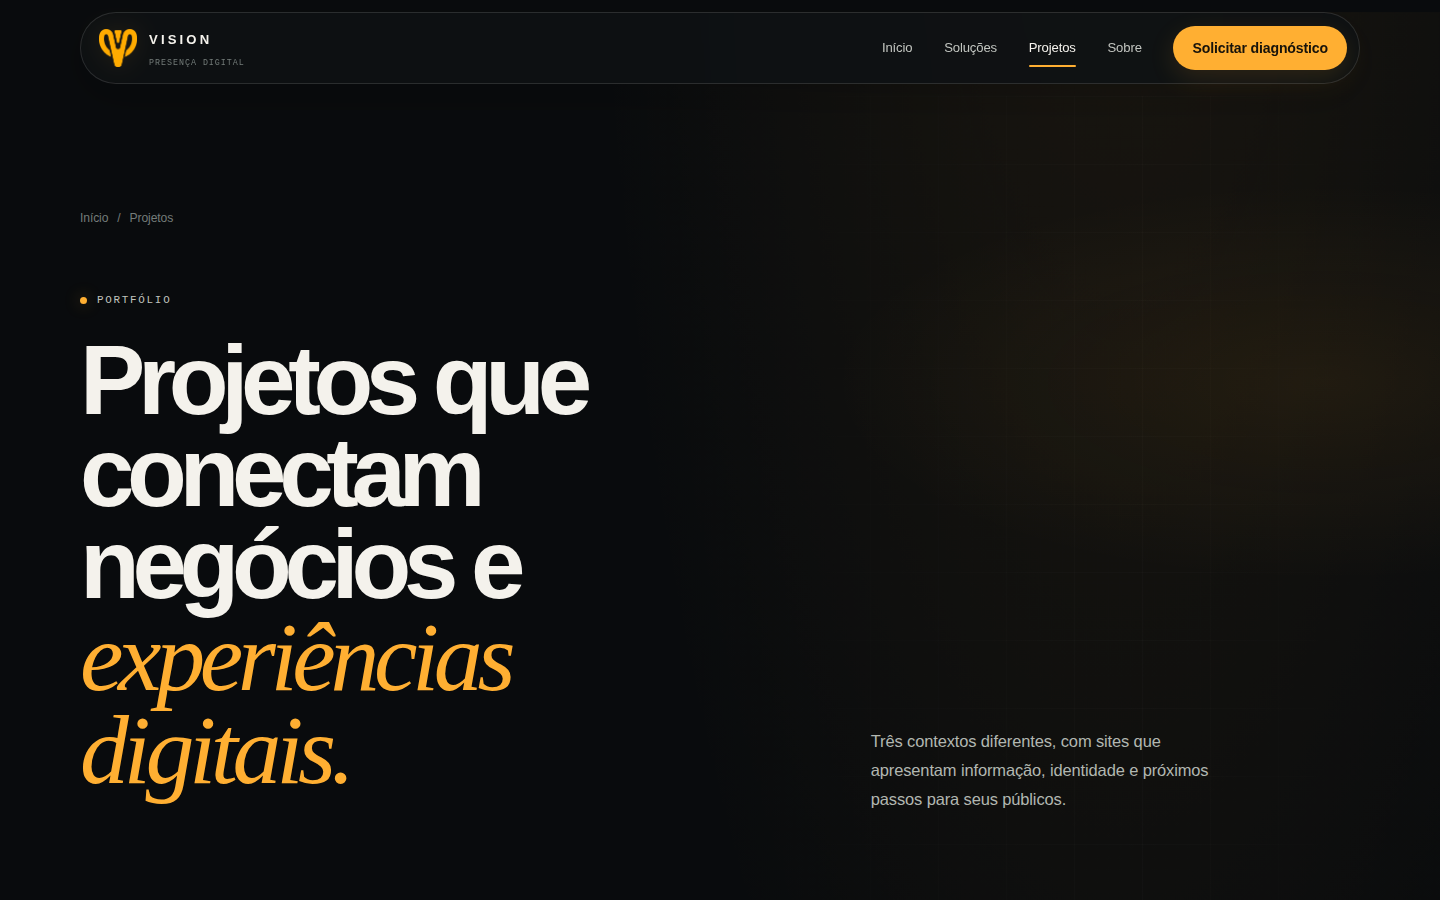 VISION
PRESENÇA DIGITAL
Início
Soluções
Projetos
Sobre
Solicitar diagnóstico
Início / Projetos
PORTFÓLIO
Projetos que
conectam
negócios e
experiências
digitais.
Três contextos diferentes, com sites que
apresentam informação, identidade e próximos
passos para seus públicos.